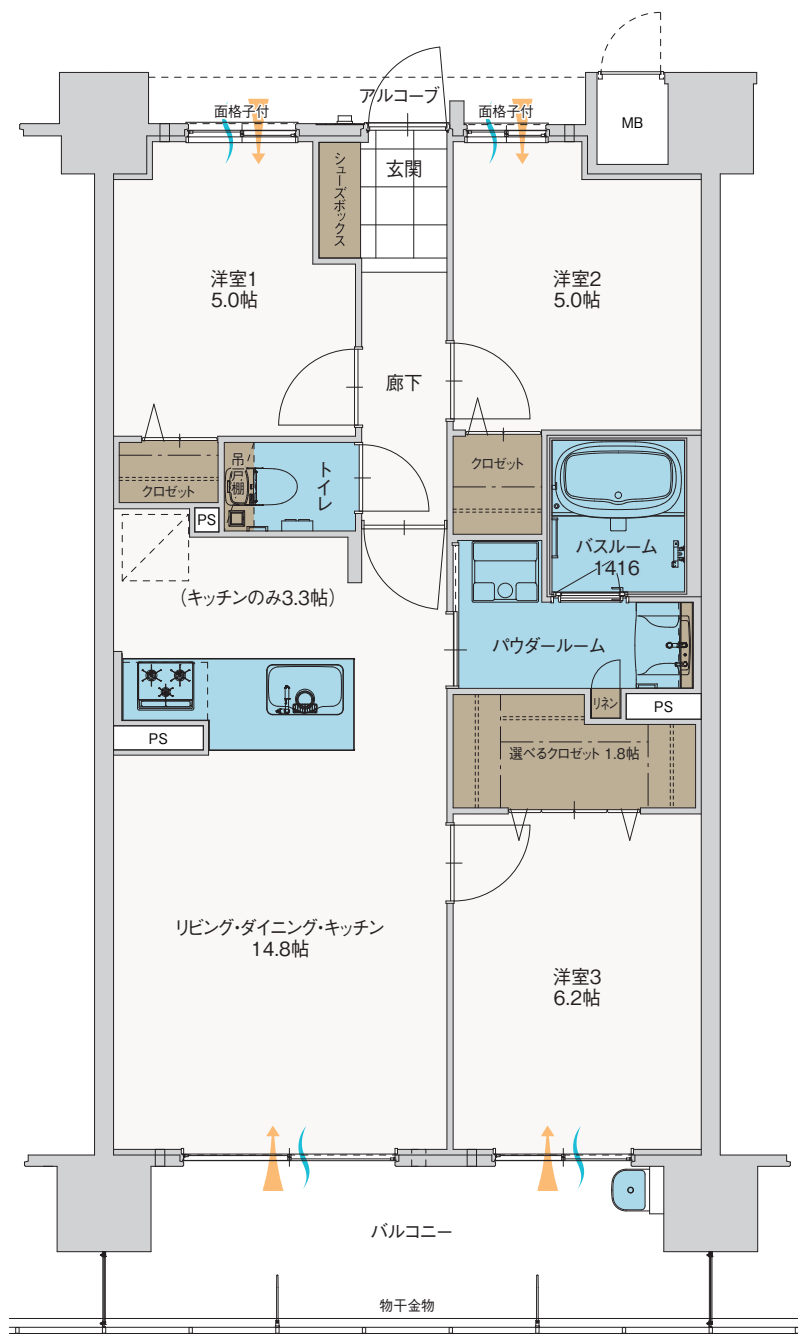 アルコーブ
面格子付
面格子付
MB
シューズボックス
玄関
洋室1
5.0帖
洋室2
5.0帖
廊下
クロゼット
吊戸棚
トイレ
PS
クロゼット
バスルーム
1416
(キッチンのみ3.3帖)
パウダールーム
リネン
PS
PS
選べるクロゼット 1.8帖
リビング・ダイニング・キッチン
14.8帖
洋室3
6.2帖
バルコニー
物干金物